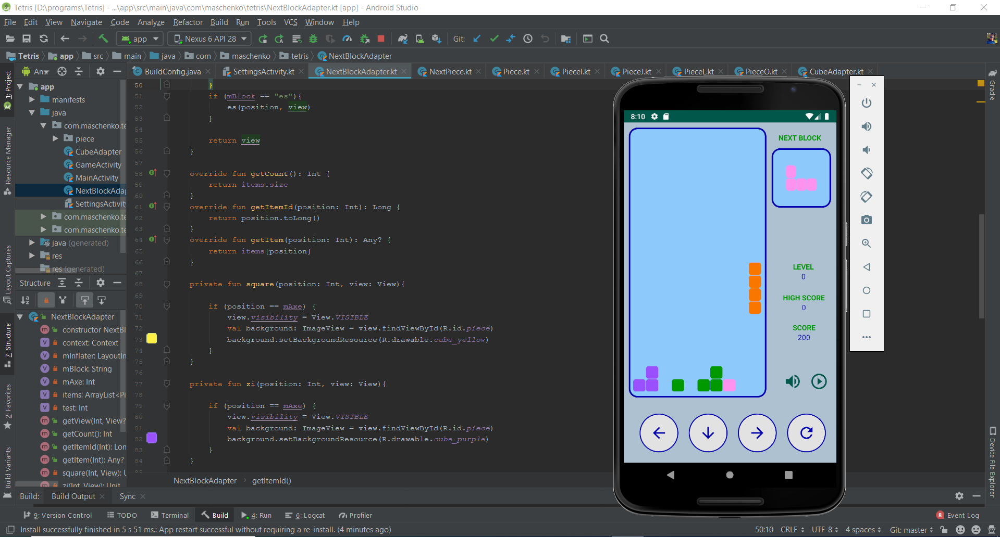 Tetris [D:\programs\Tetris] - ...\app\src\main\java\com\maschenko\tetris\NextBlockAdapter.kt [app] - Android Studio
File Edit View Navigate Code Analyze Refactor Build Run Tools VCS Window Help
app Nexus 6 API 28 Git:
Tetris app src main java com maschenko tetris NextBlockAdapter
An... BuildConfig.java SettingsActivity.kt NextBlockAdapter.kt NextPiece.kt Piece.kt PieceI.kt PieceJ.kt PieceL.kt PieceO.kt CubeAdapter.kt
1: Project
Resource Manager
Layout Captures
7: Structure
2: Favorites
Build Variants
app
manifests
java
com.maschenko.te
piece
CubeAdapter
GameActivity
MainActivity
NextBlockAdap
SettingsActivity
com.maschenko.te
com.maschenko.te
java (generated)
res
res (generated)
Structure
NextBlockAdapter
constructor NextBl
context: Context
mInflater: LayoutIn
mBlock: String
mAxe: Int
items: ArrayList<Pi
test: Int
getView(Int, View?
getCount(): Int
getItemId(Int): Lon
getItem(Int): Any?
square(Int, View): U
zi(Int, View): Unit
50 }
51 if (mBlock == "es"){
52 es(position, view)
53 }
54
55 return view
56 }
57
58 override fun getCount(): Int {
59 return items.size
60 }
61 override fun getItemId(position: Int): Long {
62 return position.toLong()
63 }
64 override fun getItem(position: Int): Any? {
65 return items[position]
66 }
67
68 private fun square(position: Int, view: View){
69
70 if (position == mAxe) {
71 view.visibility = View.VISIBLE
72 val background: ImageView = view.findViewById(R.id.piece)
73 background.setBackgroundResource(R.drawable.cube_yellow)
74 }
75 }
76
77 private fun zi(position: Int, view: View){
78
79 if (position == mAxe) {
80 view.visibility = View.VISIBLE
81 val background: ImageView = view.findViewById(R.id.piece)
82 background.setBackgroundResource(R.drawable.cube_purple)
83 }
84 }
85
NextBlockAdapter getItemId()
8:10
NEXT BLOCK
LEVEL
0
HIGH SCORE
0
SCORE
200
Gradle
Device File Explorer
Build: Build Output Sync
9: Version Control TODO Terminal Build 4: Run 6: Logcat Profiler 8 Event Log
Install successfully finished in 5 s 51 ms.: App restart successful without requiring a re-install. (4 minutes ago) 50:10 CRLF UTF-8 4 spaces Git: master